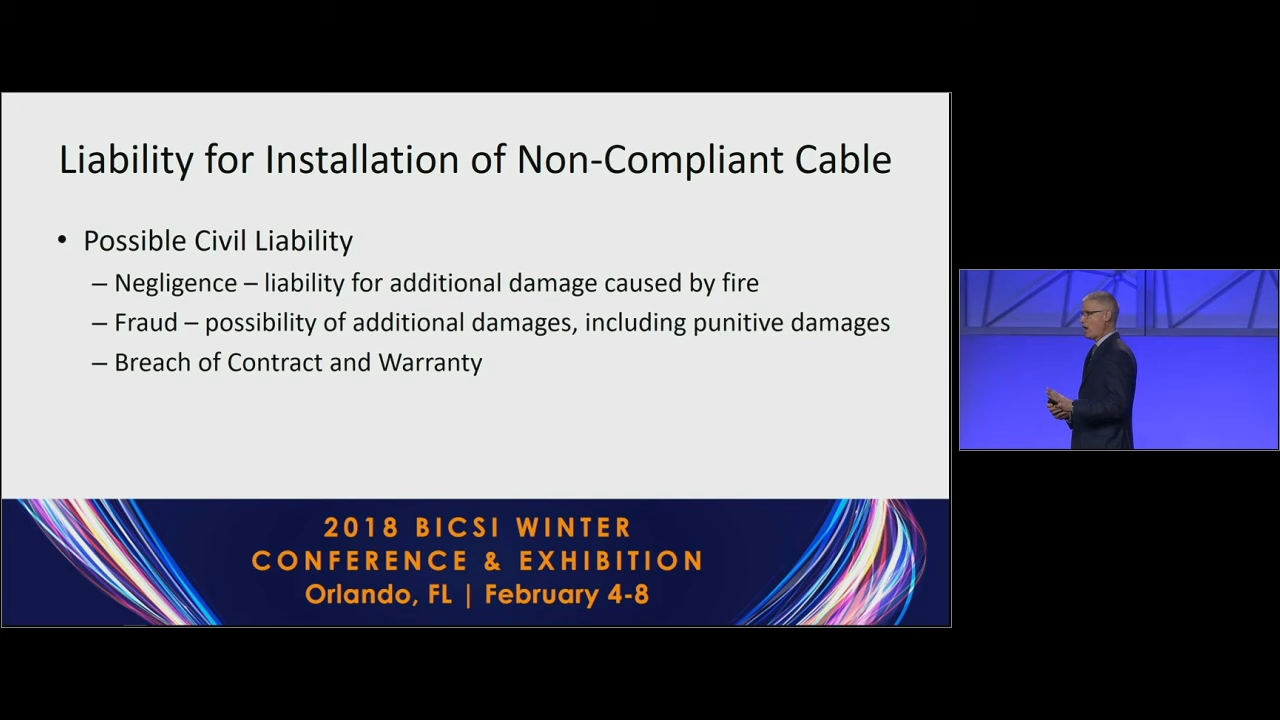 Liability for Installation of Non-Compliant Cable
• Possible Civil Liability
– Negligence – liability for additional damage caused by fire
– Fraud – possibility of additional damages, including punitive damages
– Breach of Contract and Warranty
2018 BICSI WINTER
CONFERENCE & EXHIBITION
Orlando, FL | February 4-8